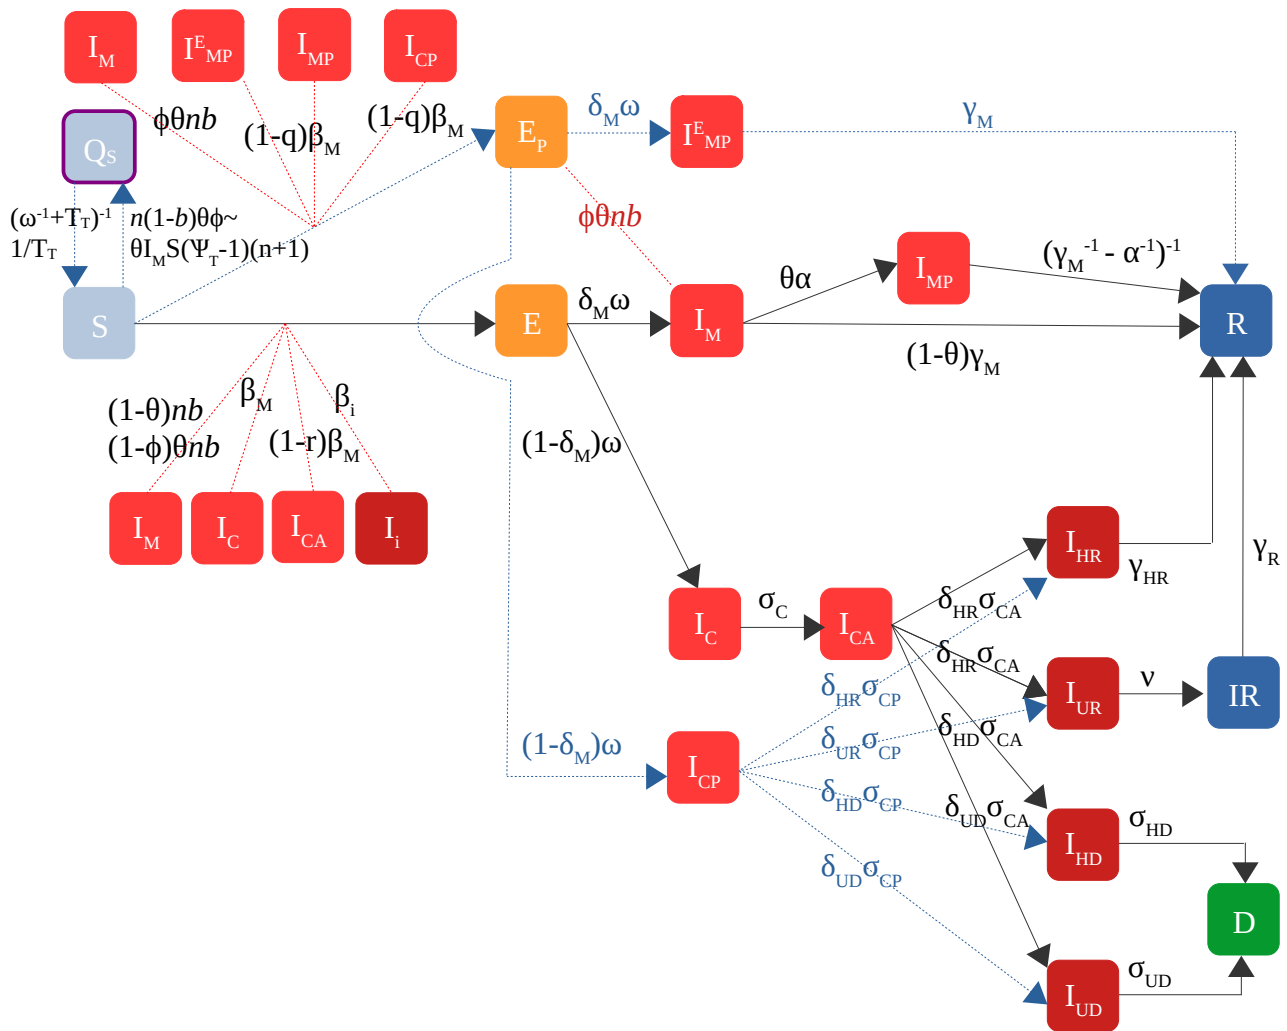 I_M
I^E_MP
I_MP
I_CP
ϕθnb
(1-q)β_M
(1-q)β_M
Q_S
E_P
δ_Mω
I^E_MP
γ_M
(ω^-1+T_T)^-1
1/T_T
n(1-b)θϕ~
θI_MS(Ψ_T-1)(n+1)
ϕθnb
S
E
δ_Mω
I_M
θα
I_MP
(γ_M^-1 - α^-1)^-1
(1-θ)γ_M
R
(1-θ)nb
(1-ϕ)θnb
β_M
(1-r)β_M
β_i
I_M
I_C
I_CA
I_i
(1-δ_M)ω
I_C
σ_C
I_CA
δ_HRσ_CA
δ_HRσ_CA
δ_HDσ_CA
δ_UDσ_CA
I_HR
γ_HR
γ_R
I_UR
ν
IR
(1-δ_M)ω
I_CP
δ_HRσ_CP
δ_URσ_CP
δ_HDσ_CP
δ_UDσ_CP
I_HD
σ_HD
D
I_UD
σ_UD